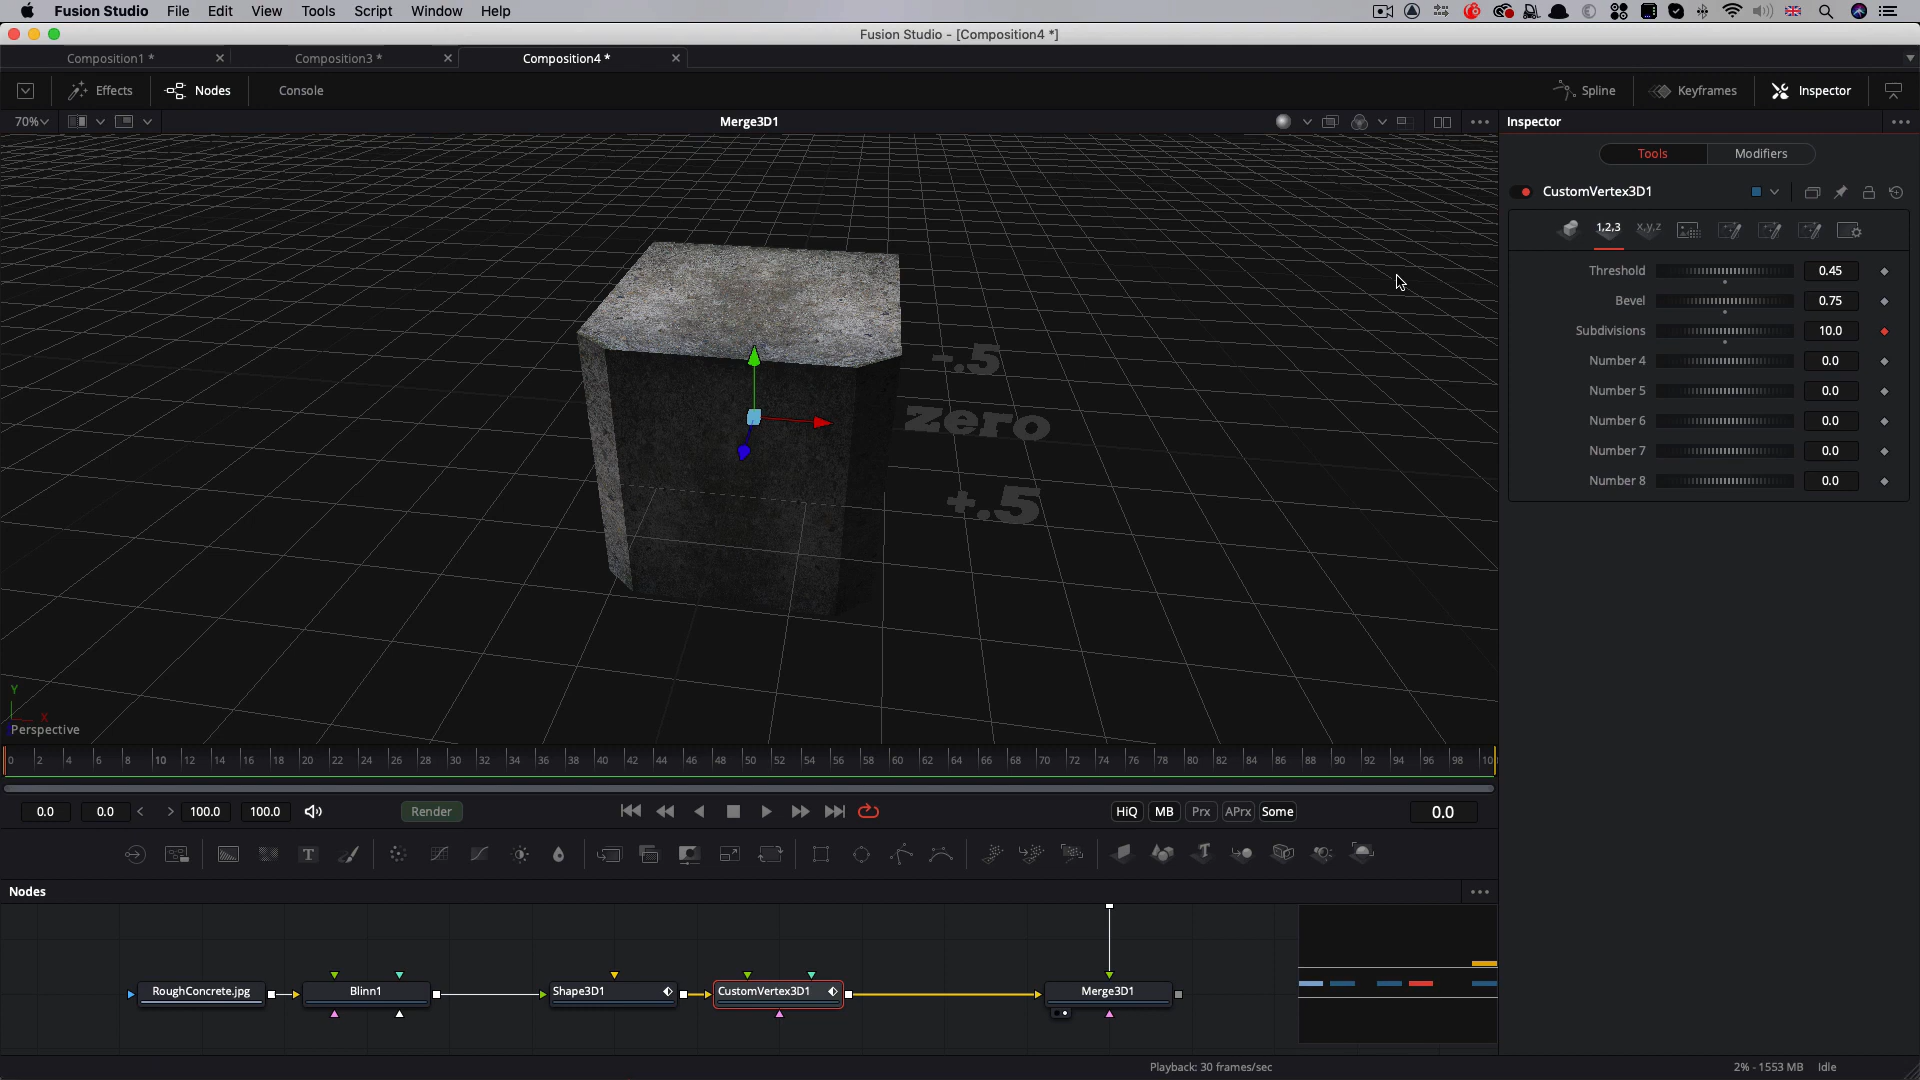 Fusion Studio File Edit View Tools Script Window Help
Fusion Studio - [Composition4 *]
Composition1 * Composition3 * Composition4 *
Effects Nodes Console Spline Keyframes Inspector
70% Merge3D1 Inspector
Tools Modifiers
CustomVertex3D1
1,2,3 x,y,z
Threshold 0.45
Bevel 0.75
Subdivisions 10.0
Number 4 0.0
Number 5 0.0
Number 6 0.0
Number 7 0.0
Number 8 0.0
-.5
zero
+.5
Y
X
Perspective
0 2 4 6 8 10 12 14 16 18 20 22 24 26 28 30 32 34 36 38 40 42 44 46 48 50 52 54 56 58 60 62 64 66 68 70 72 74 76 78 80 82 84 86 88 90 92 94 96 98 10
0.0 0.0 < > 100.0 100.0 Render HiQ MB Prx APrx Some 0.0
T T
Nodes
RoughConcrete.jpg Blinn1 Shape3D1 CustomVertex3D1 Merge3D1
Playback: 30 frames/sec 2% - 1553 MB Idle